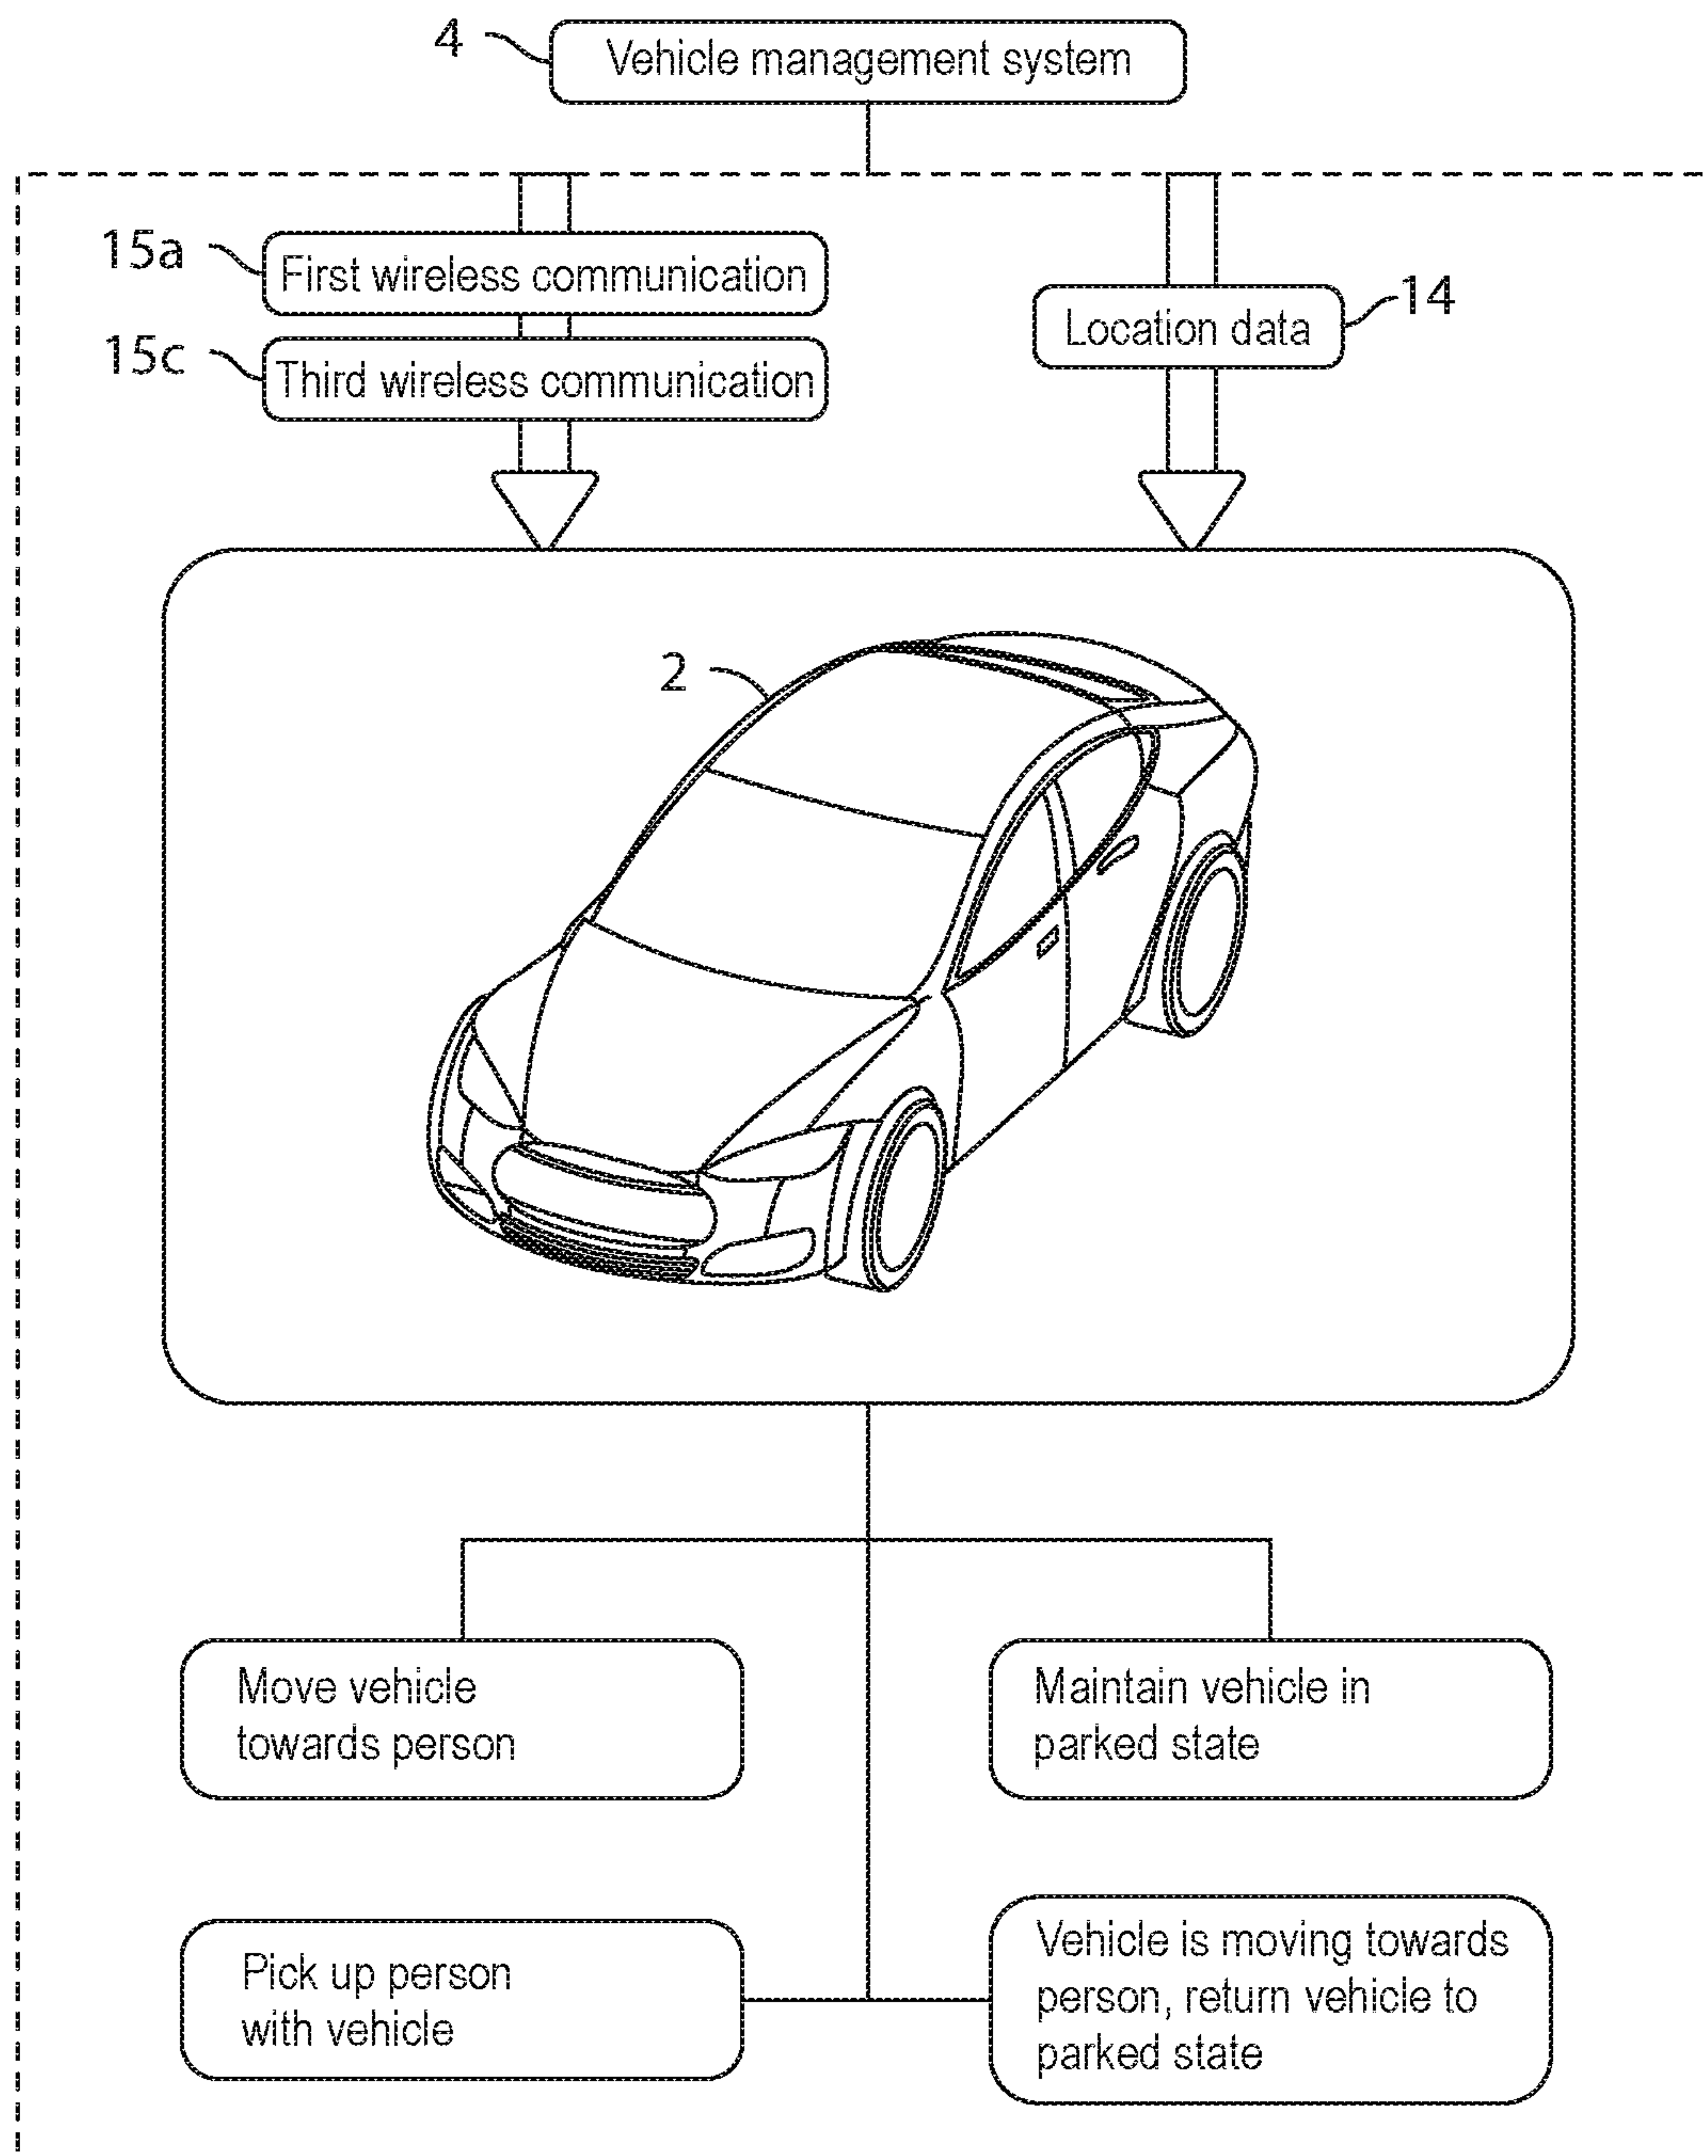 4
Vehicle management system
15a
First wireless communication
15c
Third wireless communication
Location data
14
2
Move vehicle
towards person
Maintain vehicle in
parked state
Pick up person
with vehicle
Vehicle is moving towards
person, return vehicle to
parked state